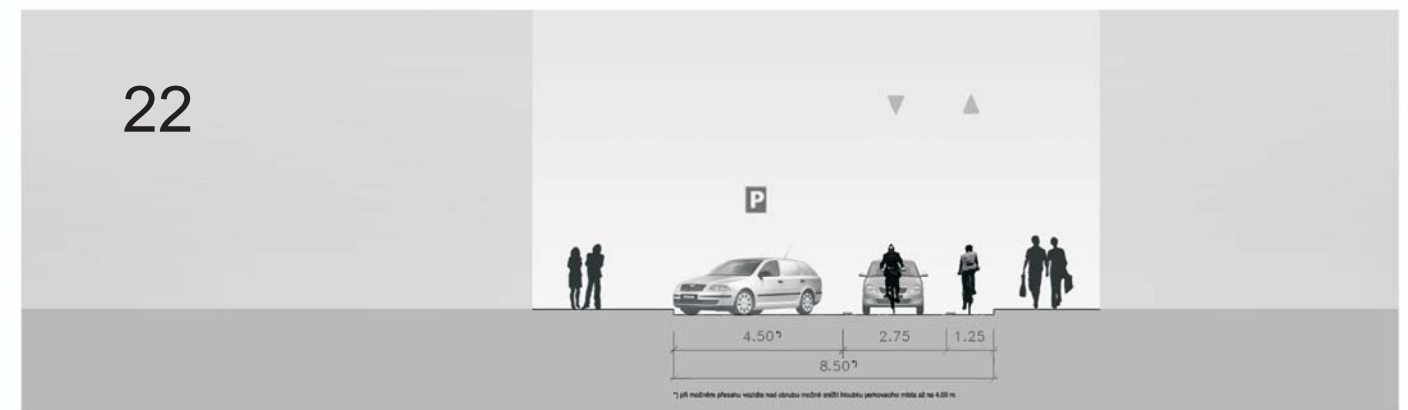 22
P
4.50*)
2.75
1.25
8.50*)
*) při možném přesahu vozidla nad obrubu možné snížit hloubku parkovacího místa až na 4.00 m